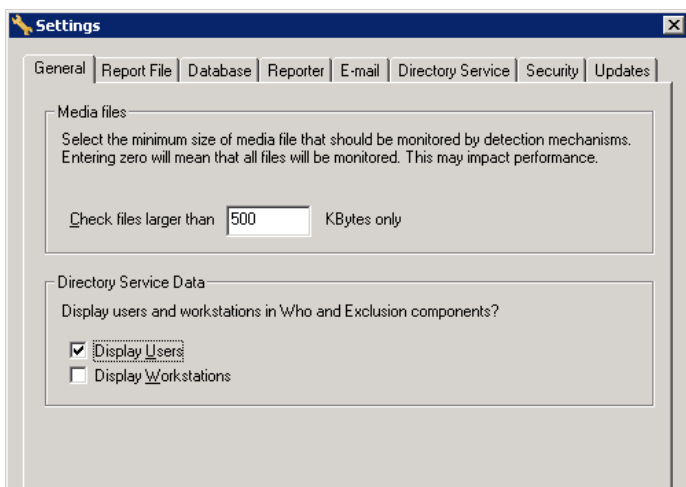 Settings
General Report File Database Reporter E-mail Directory Service Security Updates
Media files
Select the minimum size of media file that should be monitored by detection mechanisms.
Entering zero will mean that all files will be monitored. This may impact performance.
Check files larger than 500 KBytes only
Directory Service Data
Display users and workstations in Who and Exclusion components?
Display Users
Display Workstations